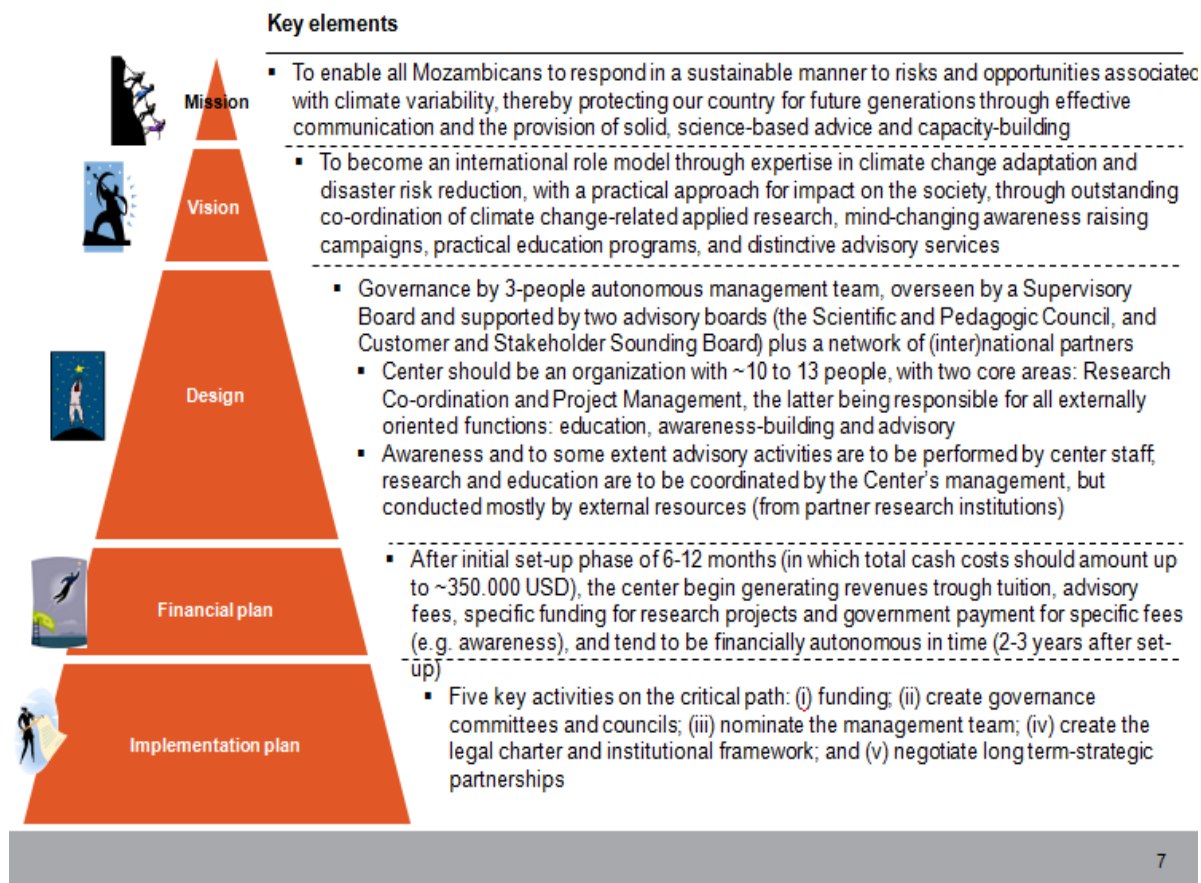 Key elements
Mission
▪ To enable all Mozambicans to respond in a sustainable manner to risks and opportunities associated
with climate variability, thereby protecting our country for future generations through effective
communication and the provision of solid, science-based advice and capacity-building
Vision
▪ To become an international role model through expertise in climate change adaptation and
disaster risk reduction, with a practical approach for impact on the society, through outstanding
co-ordination of climate change-related applied research, mind-changing awareness raising
campaigns, practical education programs, and distinctive advisory services
Design
▪ Governance by 3-people autonomous management team, overseen by a Supervisory
Board and supported by two advisory boards (the Scientific and Pedagogic Council, and
Customer and Stakeholder Sounding Board) plus a network of (inter)national partners
▪ Center should be an organization with ~10 to 13 people, with two core areas: Research
Co-ordination and Project Management, the latter being responsible for all externally
oriented functions: education, awareness-building and advisory
▪ Awareness and to some extent advisory activities are to be performed by center staff;
research and education are to be coordinated by the Center's management, but
conducted mostly by external resources (from partner research institutions)
Financial plan
▪ After initial set-up phase of 6-12 months (in which total cash costs should amount up
to ~350.000 USD), the center begin generating revenues trough tuition, advisory
fees, specific funding for research projects and government payment for specific fees
(e.g. awareness), and tend to be financially autonomous in time (2-3 years after set-
up)
Implementation plan
▪ Five key activities on the critical path: (i) funding; (ii) create governance
committees and councils; (iii) nominate the management team; (iv) create the
legal charter and institutional framework; and (v) negotiate long term-strategic
partnerships
7